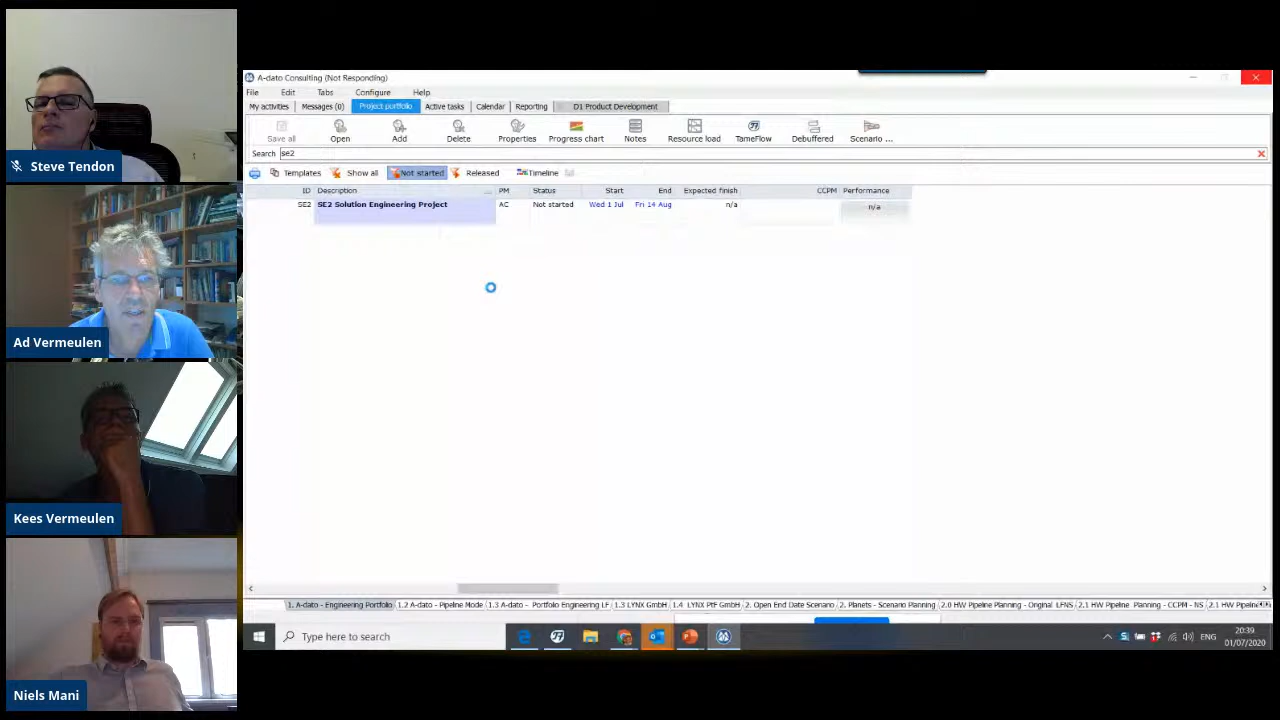 Steve Tendon
Ad Vermeulen
Kees Vermeulen
Niels Mani
A-dato Consulting (Not Responding)
File Edit Tabs Configure Help
My activities Messages (0) Project portfolio Active tasks Calendar Reporting D1 Product Development
Save all Open Add Delete Properties Progress chart Notes Resource load TameFlow Debuffered Scenario ...
Search se2
Templates Show all Not started Released Timeline
ID Description ... PM Status Start End Expected finish CCPM Performance
SE2 SE2 Solution Engineering Project AC Not started Wed 1 Jul Fri 14 Aug n/a n/a
1. A-dato - Engineering Portfolio 1.2 A-dato - Pipeline Mode 1.3 A-dato - Portfolio Engineering LF 1.3 LYNX GmbH 1.4 LYNX PtF GmbH 2. Open End Date Scenario 2. Planets - Scenario Planning 2.0 HW Pipeline Planning - Original LFNS 2.1 HW Pipeline Planning - CCPM - NS 2.1 HW Pipeline
Type here to search ENG 20:39
01/07/2020